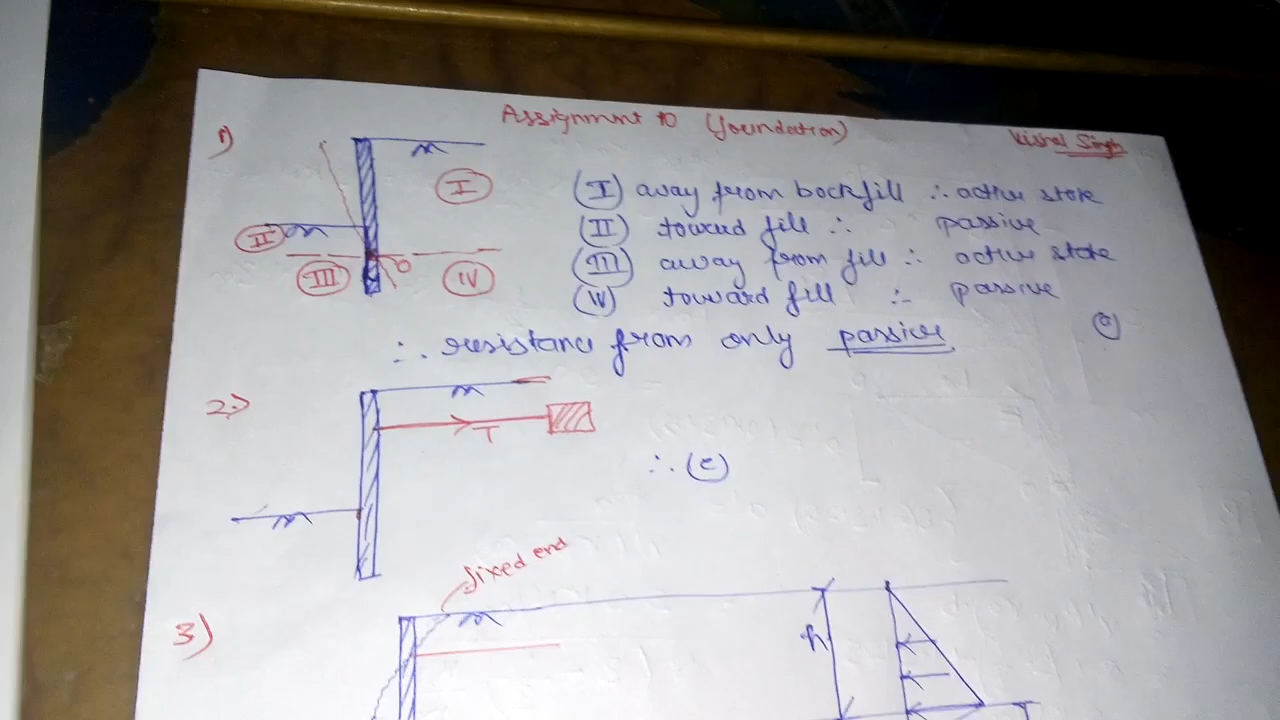 Assignment 10 (foundation)
Vishal Singh
1)
I
II
III
IV
O
(I) away from backfill ∴ active state
(II) toward fill ∴ passive
(III) away from fill ∴ active state
(IV) toward fill ∴ passive
∴ resistance from only passive
(a)
2.)
T
∴ (c)
3)
fixed end
h